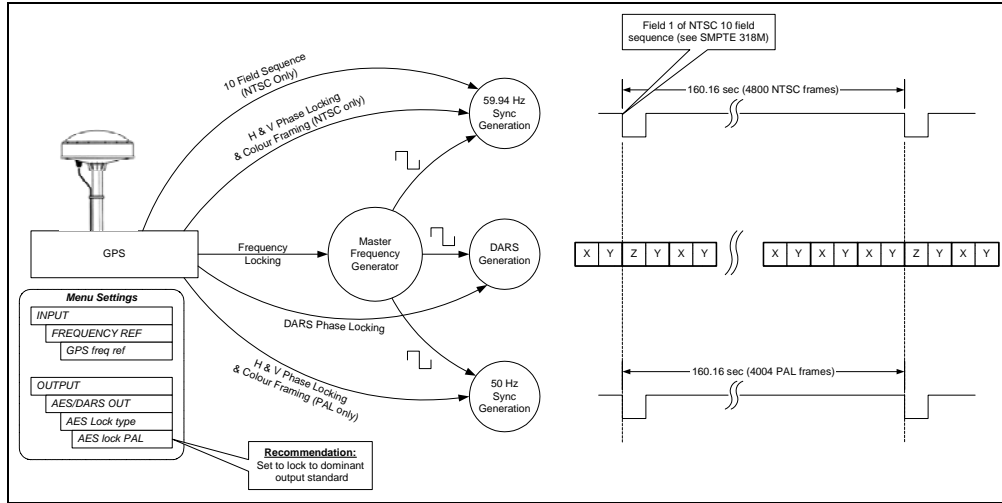 10 Field Sequence
(NTSC Only)
H & V Phase Locking
& Colour Framing (NTSC only)
59.94 Hz
Sync
Generation
GPS
Frequency
Locking
Master
Frequency
Generator
DARS
Generation
DARS Phase Locking
H & V Phase Locking
& Colour Framing (PAL only)
50 Hz
Sync
Generation
Menu Settings
INPUT
FREQUENCY REF
GPS freq ref
OUTPUT
AES/DARS OUT
AES Lock type
AES lock PAL
Recommendation:
Set to lock to dominant
output standard
Field 1 of NTSC 10 field
sequence (see SMPTE 318M)
160.16 sec (4800 NTSC frames)
X Y Z Y X Y
X Y X Y X Y Z Y X Y
160.16 sec (4004 PAL frames)